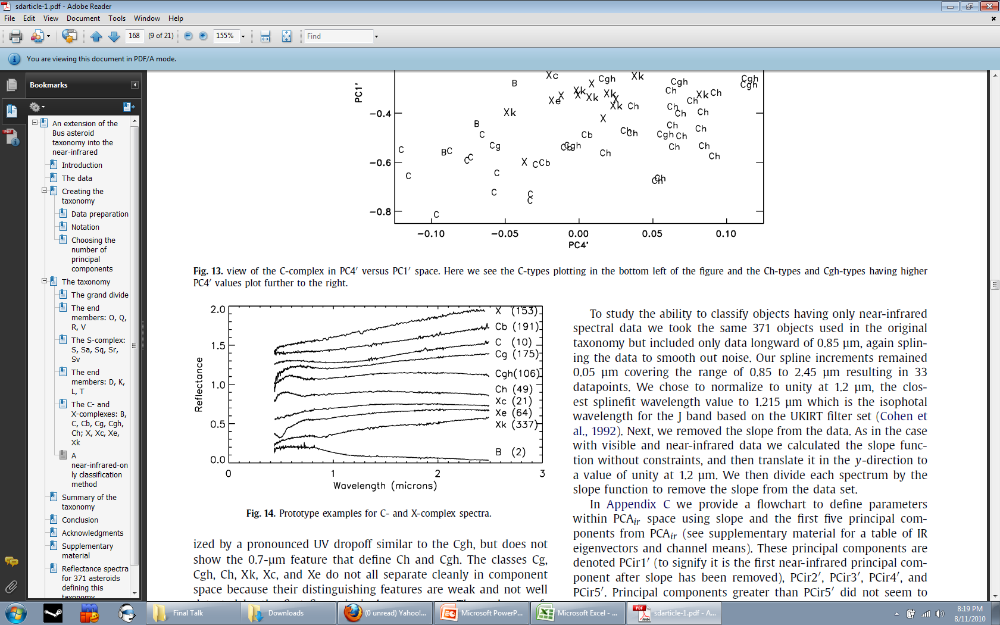 sdarticle-1.pdf - Adobe Reader
File Edit View Document Tools Window Help
168 (9 of 21) 155% Find
You are viewing this document in PDF/A mode.
Bookmarks
An extension of the
Bus asteroid
taxonomy into the
near-infrared
Introduction
The data
Creating the
taxonomy
Data preparation
Notation
Choosing the
number of
principal
components
The taxonomy
The grand divide
The end
members: O, Q,
R, V
The S-complex:
S, Sa, Sq, Sr,
Sv
The end
members: D, K,
L, T
The C- and
X-complexes: B,
C, Cb, Cg, Cgh,
Ch; X, Xc, Xe,
Xk
A
near-infrared-on
ly classification
method
Summary of the
taxonomy
Conclusion
Acknowledgments
Supplementary
material
Reflectance spectra
for 371 asteroids
defining this
taxonomy
PC1′
−0.4
−0.6
−0.8
B Xc X Cgh Xk Cgh Cgh
Cgh
X Xk Xk Ch Xk Ch
Xe X Xk X Ch
Xk Xk Ch Ch
Ch Ch
B X Ch
C Cb Ch Ch Cgh Ch Ch
Cg Cb Cgh Ch Ch
C B C Ch Ch
C C X C Cb
C C Ch Ch
C C
C
C
−0.10 −0.05 0.00 0.05 0.10
PC4′
Fig. 13. view of the C-complex in PC4′ versus PC1′ space. Here we see the C-types plotting in the bottom left of the figure and the Ch-types and Cgh-types having higher
PC4′ values plot further to the right.
Reflectance
2.0
1.5
1.0
0.5
0.0
X (153)
Cb (191)
C (10)
Cg (175)
Cgh(106)
Ch (49)
Xc (21)
Xe (64)
Xk (337)
B (2)
0 1 2 3
Wavelength (microns)
Fig. 14. Prototype examples for C- and X-complex spectra.
ized by a pronounced UV dropoff similar to the Cgh, but does not
show the 0.7-μm feature that define Ch and Cgh. The classes Cg,
Cgh, Ch, Xk, Xc, and Xe do not all separate cleanly in component
space because their distinguishing features are weak and not well
To study the ability to classify objects having only near-infrared
spectral data we took the same 371 objects used in the original
taxonomy but included only data longward of 0.85 μm, again splin-
ing the data to smooth out noise. Our spline increments remained
0.05 μm covering the range of 0.85 to 2.45 μm resulting in 33
datapoints. We chose to normalize to unity at 1.2 μm, the clos-
est splinefit wavelength value to 1.215 μm which is the isophotal
wavelength for the J band based on the UKIRT filter set (Cohen et
al., 1992). Next, we removed the slope from the data. As in the case
with visible and near-infrared data we calculated the slope func-
tion without constraints, and then translate it in the y-direction to
a value of unity at 1.2 μm. We then divide each spectrum by the
slope function to remove the slope from the data set.
In Appendix C we provide a flowchart to define parameters
within PCAir space using slope and the first five principal com-
ponents from PCAir (see supplementary material for a table of IR
eigenvectors and channel means). These principal components are
denoted PCir1′ (to signify it is the first near-infrared principal com-
ponent after slope has been removed), PCir2′, PCir3′, PCir4′, and
PCir5′. Principal components greater than PCir5′ did not seem to
Final Talk
Downloads
(0 unread) Yahoo!...
Microsoft PowerP...
Microsoft Excel - ...
sdarticle-1.pdf - A...
8:19 PM
8/11/2010